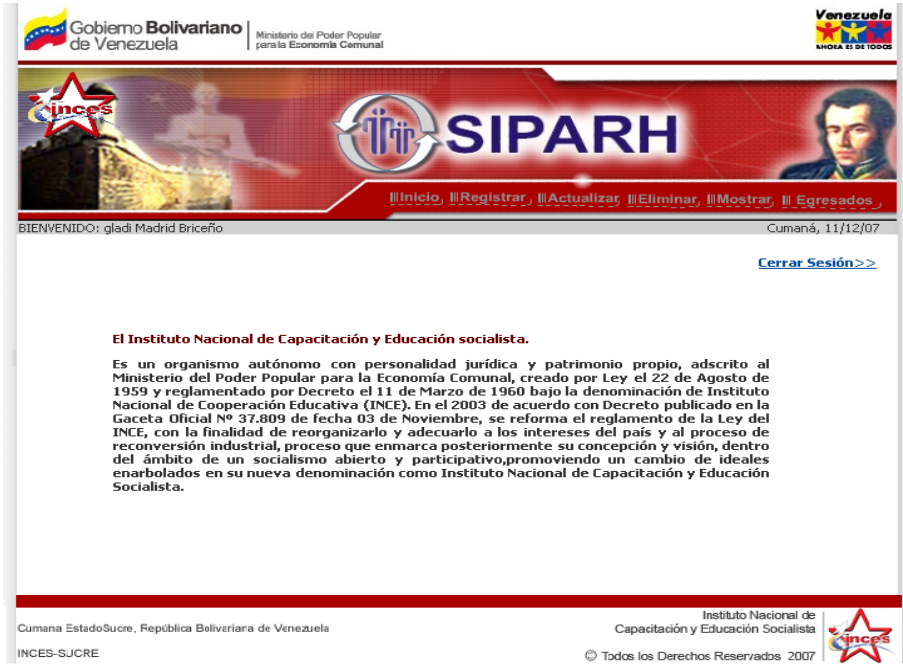 Gobierno Bolivariano
de Venezuela
Ministerio del Poder Popular
para la Economía Comunal
Venezuela
AHORA ES DE TODOS
inces
SIPARH
Inicio, Registrar, Actualizar, Eliminar, Mostrar, Egresados,
BIENVENIDO: gladi Madrid Briceño
Cumaná, 11/12/07
Cerrar Sesión>>
El Instituto Nacional de Capacitación y Educación socialista.
Es un organismo autónomo con personalidad jurídica y patrimonio propio, adscrito al
Ministerio del Poder Popular para la Economía Comunal, creado por Ley el 22 de Agosto de
1959 y reglamentado por Decreto el 11 de Marzo de 1960 bajo la denominación de Instituto
Nacional de Cooperación Educativa (INCE). En el 2003 de acuerdo con Decreto publicado en la
Gaceta Oficial Nº 37.809 de fecha 03 de Noviembre, se reforma el reglamento de la Ley del
INCE, con la finalidad de reorganizarlo y adecuarlo a los intereses del país y al proceso de
reconversión industrial, proceso que enmarca posteriormente su concepción y visión, dentro
del ámbito de un socialismo abierto y participativo,promoviendo un cambio de ideales
enarbolados en su nueva denominación como Instituto Nacional de Capacitación y Educación
Socialista.
Cumana EstadoSucre, República Bolivariana de Venezuela
INCES-SUCRE
Instituto Nacional de
Capacitación y Educación Socialista
© Todos los Derechos Reservados 2007
inces